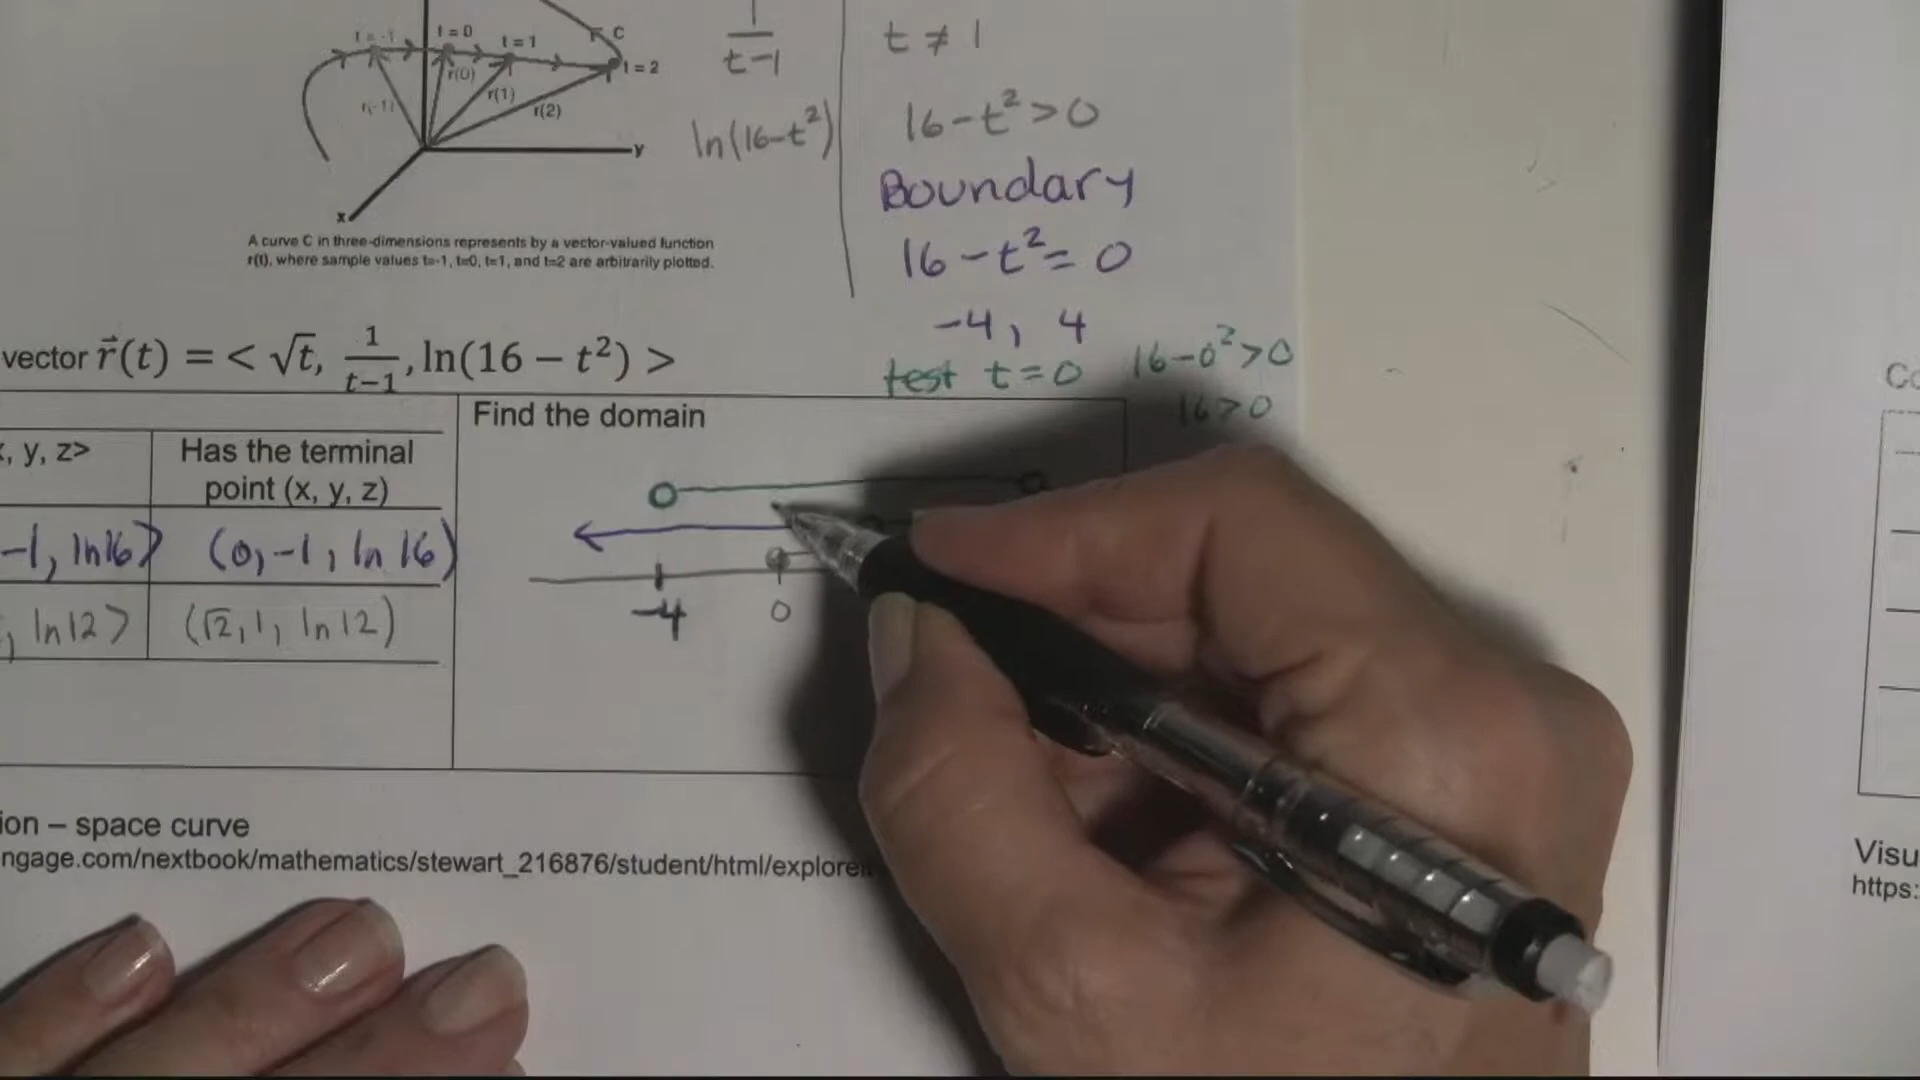 t=-1 t=0 t=1 C
t=2
r(-1) r(0) r(1) r(2)
y
x
A curve C in three-dimensions represents by a vector-valued function
r(t), where sample values t=-1, t=0, t=1, and t=2 are arbitrarily plotted.
1/(t-1)
t ≠ 1
ln(16-t²)
16-t²>0
Boundary
16-t²=0
-4, 4
test t=0 16-0²>0
16>0
vector r⃗(t) = < √t, 1/(t-1), ln(16 − t²) >
, y, z>
Has the terminal
point (x, y, z)
-1, ln16>
(0, -1, ln 16)
, ln12>
(√2, 1, ln 12)
Find the domain
-4 0
ion – space curve
ngage.com/nextbook/mathematics/stewart_216876/student/html/explore
Co
Visu
https: